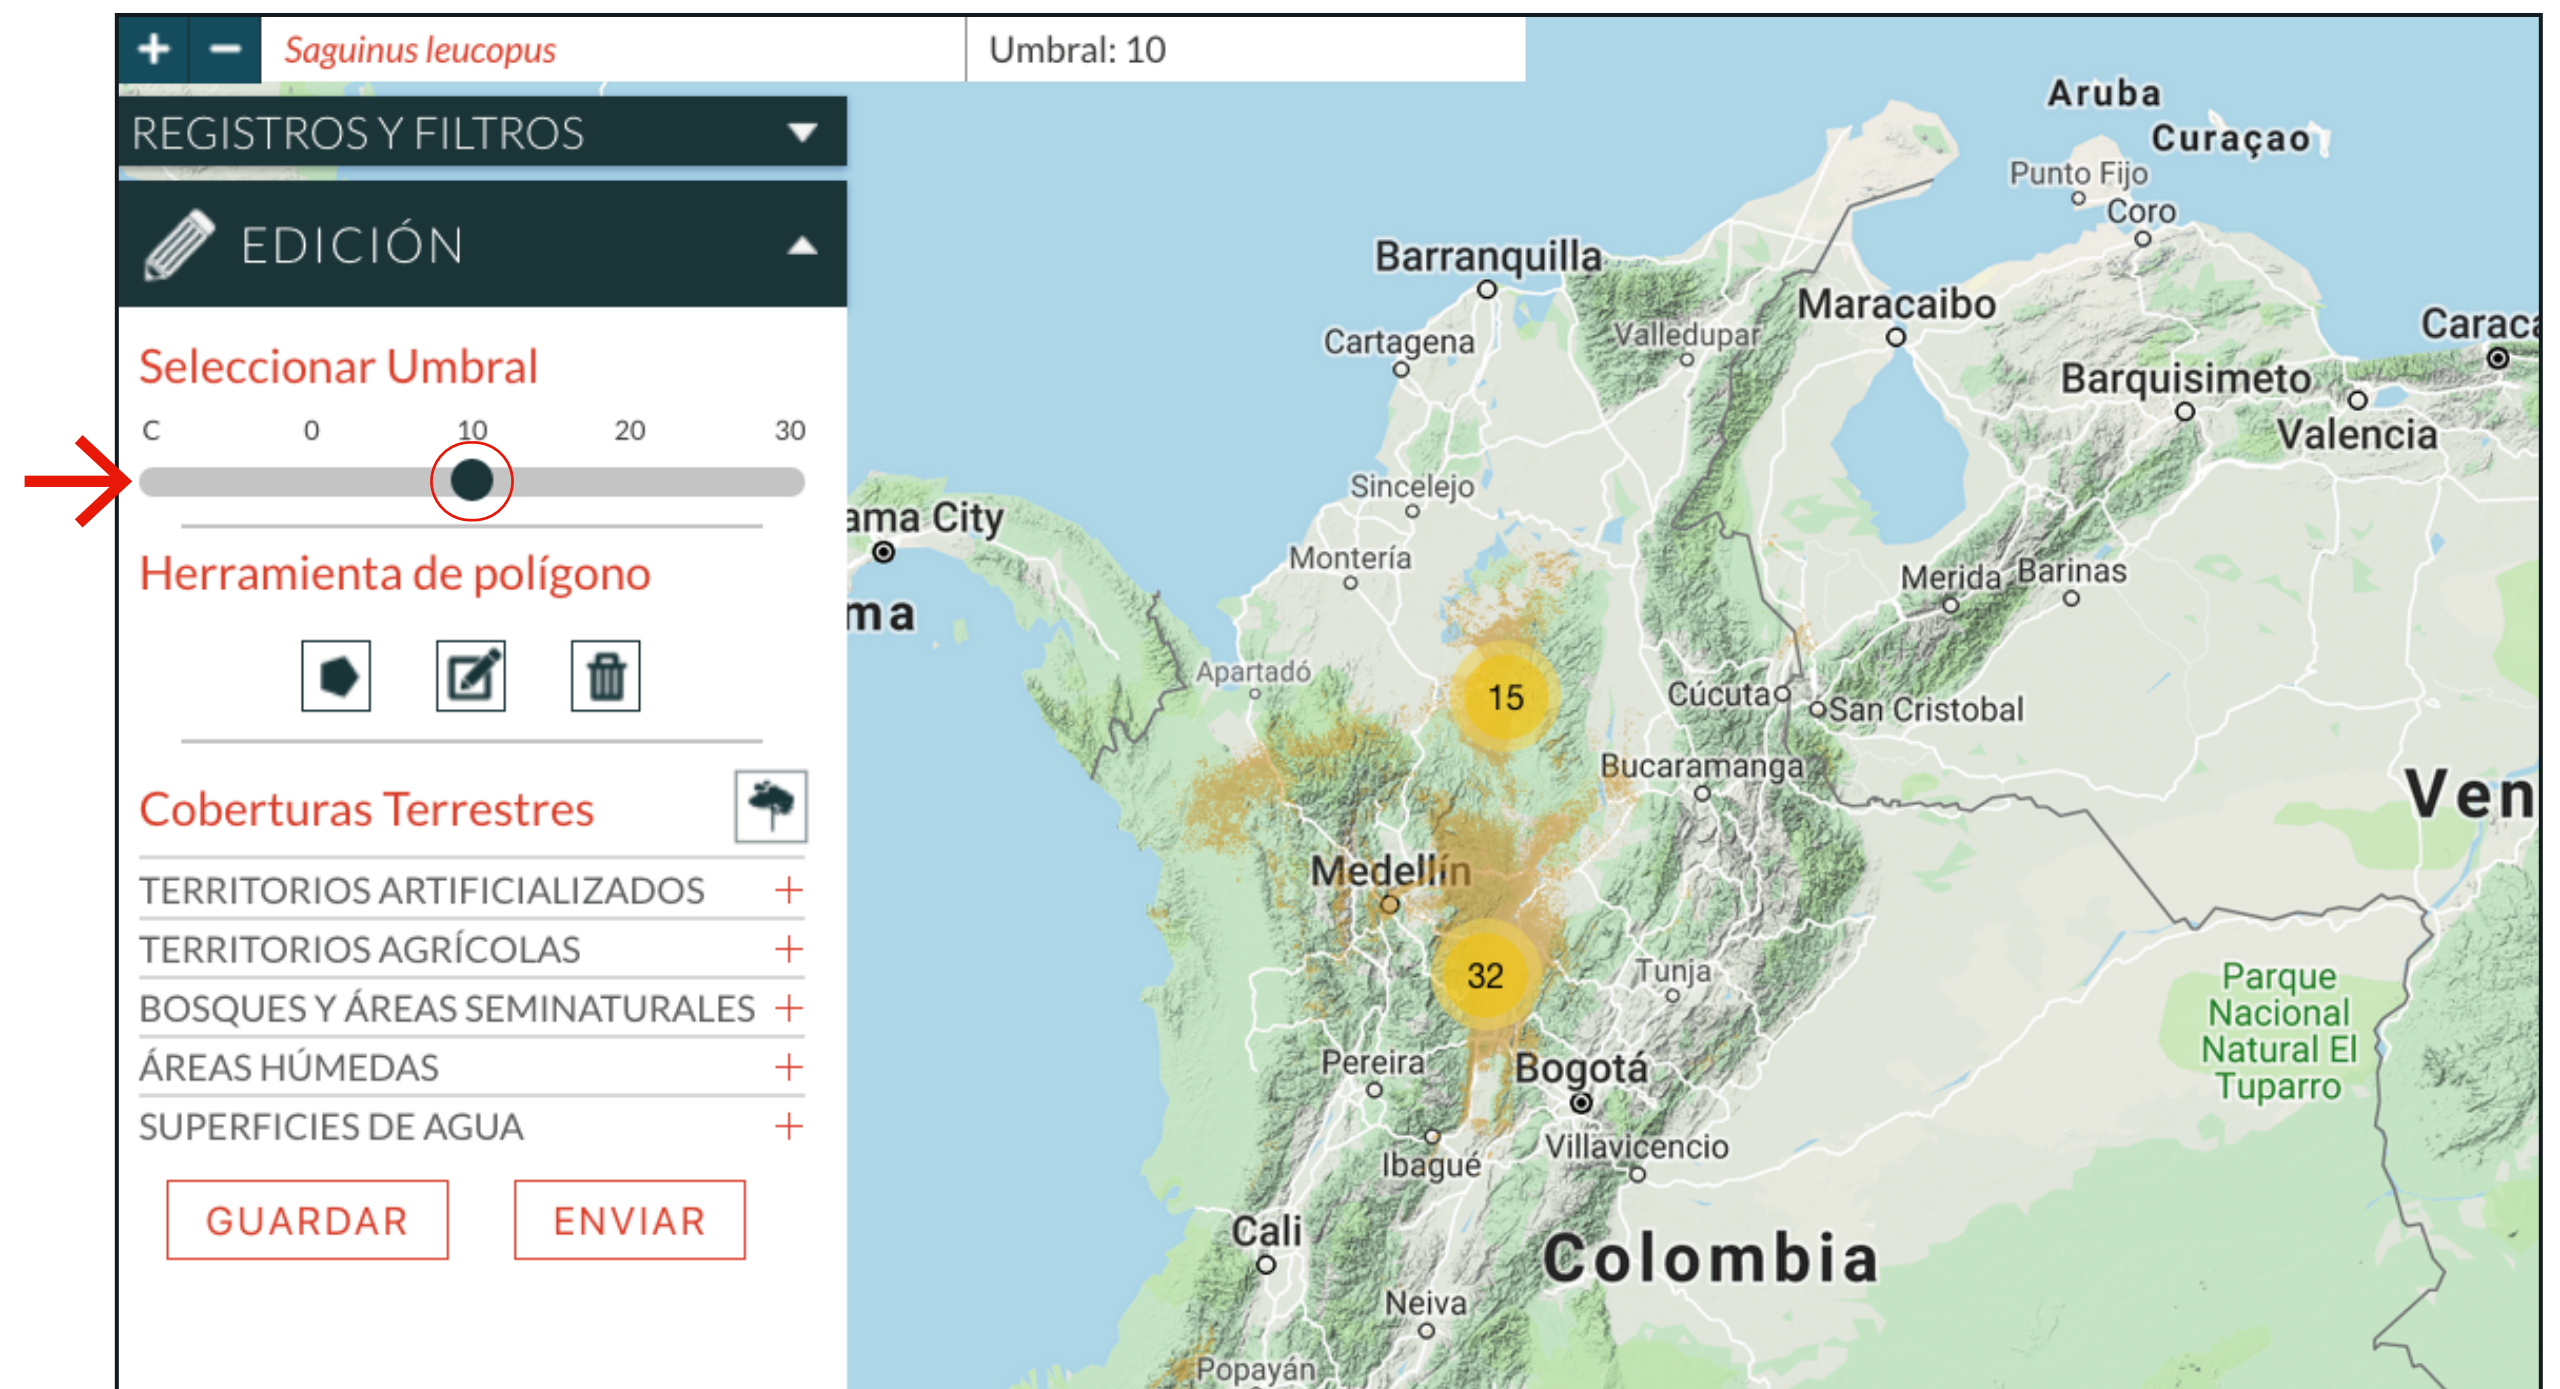 Saguinus leucopus
Umbral: 10
REGISTROS Y FILTROS
EDICIÓN
Seleccionar Umbral
C 0 10 20 30
Herramienta de polígono
Coberturas Terrestres
TERRITORIOS ARTIFICIALIZADOS +
TERRITORIOS AGRÍCOLAS +
BOSQUES Y ÁREAS SEMINATURALES +
ÁREAS HÚMEDAS +
SUPERFICIES DE AGUA +
GUARDAR
ENVIAR
Aruba
Curaçao
Punto Fijo
Coro
Barranquilla
Maracaibo
Carac
Cartagena
Valledupar
Barquisimeto
Valencia
Sincelejo
ama City
Montería
Merida
Barinas
ma
Apartadó
15
Cúcuta
San Cristobal
Bucaramanga
Ven
Medellín
32
Tunja
Parque
Nacional
Natural El
Tuparro
Pereira
Bogotá
Ibagué
Villavicencio
Cali
Colombia
Neiva
Popayán